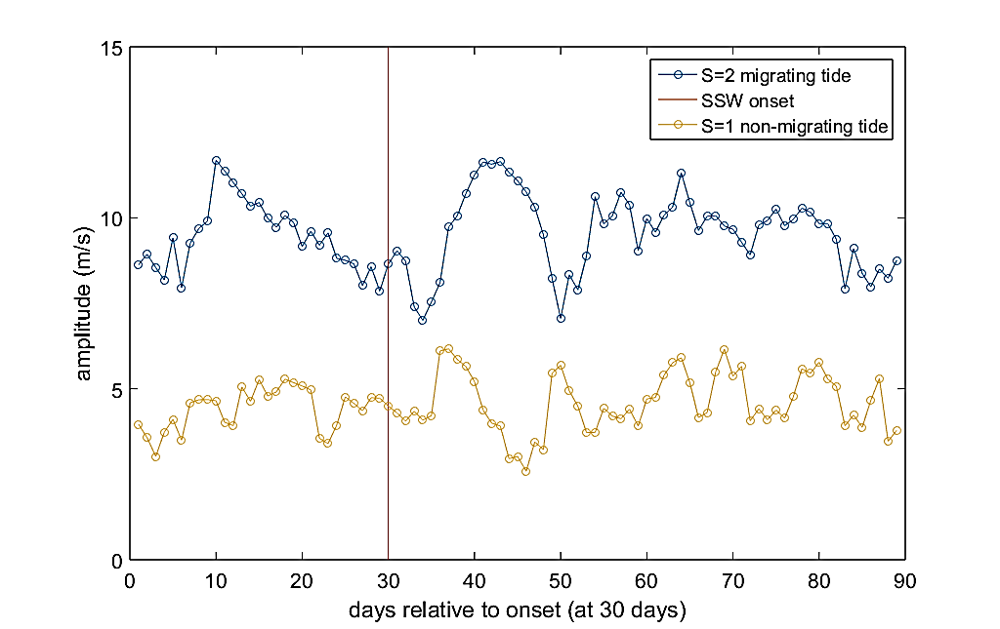 15
10
5
0
amplitude (m/s)
S=2 migrating tide
SSW onset
S=1 non-migrating tide
0 10 20 30 40 50 60 70 80 90
days relative to onset (at 30 days)